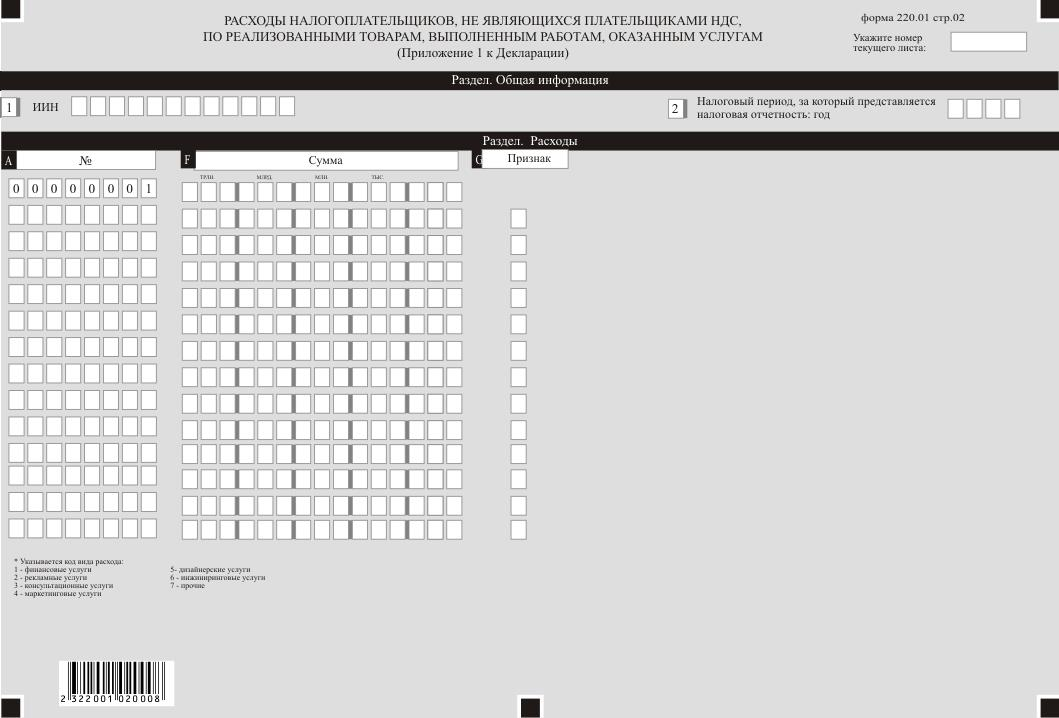 РАСХОДЫ НАЛОГОПЛАТЕЛЬЩИКОВ, НЕ ЯВЛЯЮЩИХСЯ ПЛАТЕЛЬЩИКАМИ НДС,
ПО РЕАЛИЗОВАННЫМИ ТОВАРАМ, ВЫПОЛНЕННЫМ РАБОТАМ, ОКАЗАННЫМ УСЛУГАМ
(Приложение 1 к Декларации)
форма 220.01 стр.02
Укажите номер
текущего листа:
Раздел. Общая информация
1 ИИН
2 Налоговый период, за который представляется
налоговая отчетность: год
Раздел. Расходы
A №
F Сумма
G Признак
ТРЛН. МЛРД. МЛН. ТЫС.
0 0 0 0 0 0 0 1
* Указывается код вида расхода:
1 - финансовые услуги
2 - рекламные услуги
3 - консультационные услуги
4 - маркетинговые услуги
5- дизайнерские услуги
6 - инжиниринговые услуги
7 - прочие
2 322001 020008